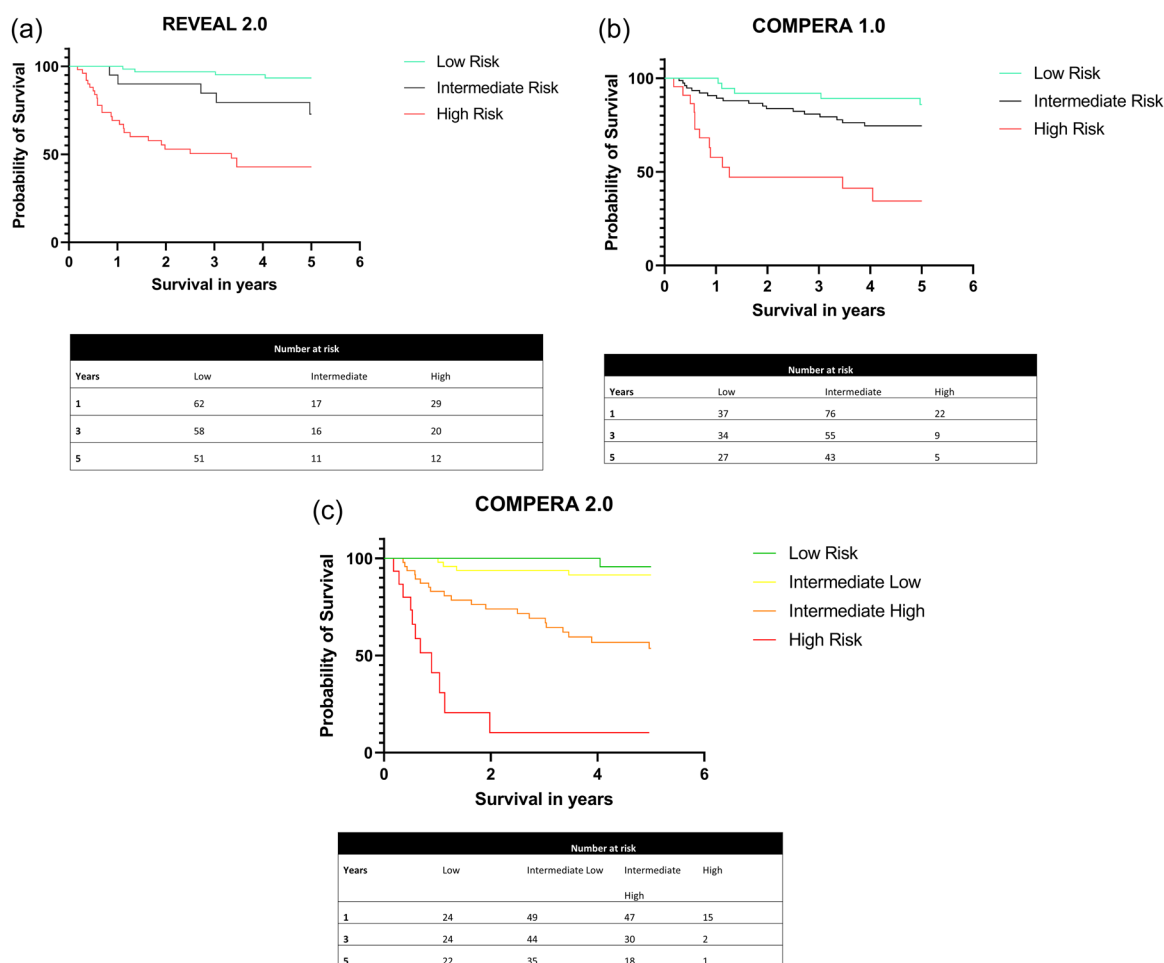 (a)
REVEAL 2.0
Probability of Survival
100
50
0
0 1 2 3 4 5 6
Survival in years
Low Risk
Intermediate Risk
High Risk
Number at risk
Years Low Intermediate High
1 62 17 29
3 58 16 20
5 51 11 12
(b)
COMPERA 1.0
Probability of Survival
100
50
0
0 1 2 3 4 5 6
Survival in years
Low Risk
Intermediate Risk
High Risk
Number at risk
Years Low Intermediate High
1 37 76 22
3 34 55 9
5 27 43 5
(c)
COMPERA 2.0
Probability of Survival
100
50
0
0 2 4 6
Survival in years
Low Risk
Intermediate Low
Intermediate High
High Risk
Number at risk
Years Low Intermediate Low Intermediate High
High
1 24 49 47 15
3 24 44 30 2
5 22 35 18 1